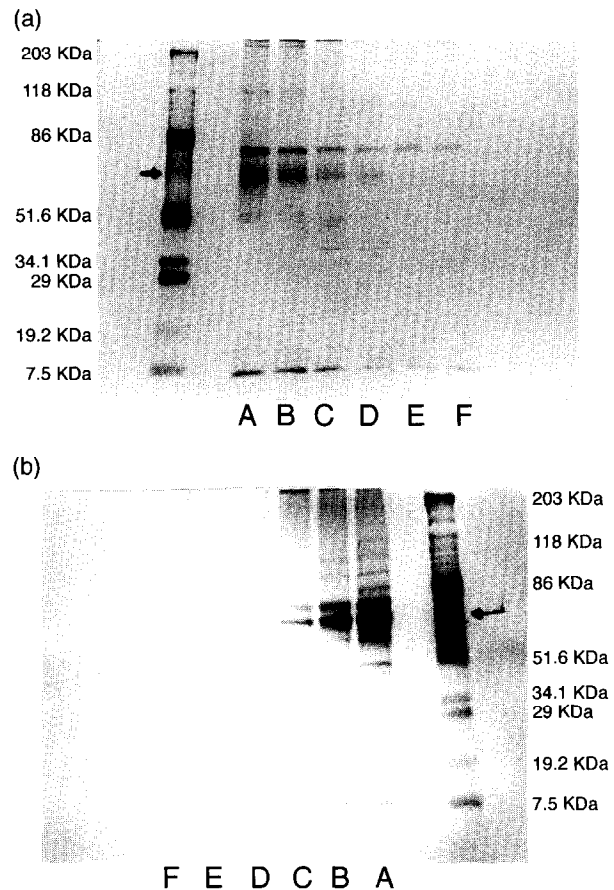 (a)
203 KDa
118 KDa
86 KDa
51.6 KDa
34.1 KDa
29 KDa
19.2 KDa
7.5 KDa
A B C D E F
(b)
203 KDa
118 KDa
86 KDa
51.6 KDa
34.1 KDa
29 KDa
19.2 KDa
7.5 KDa
F E D C B A